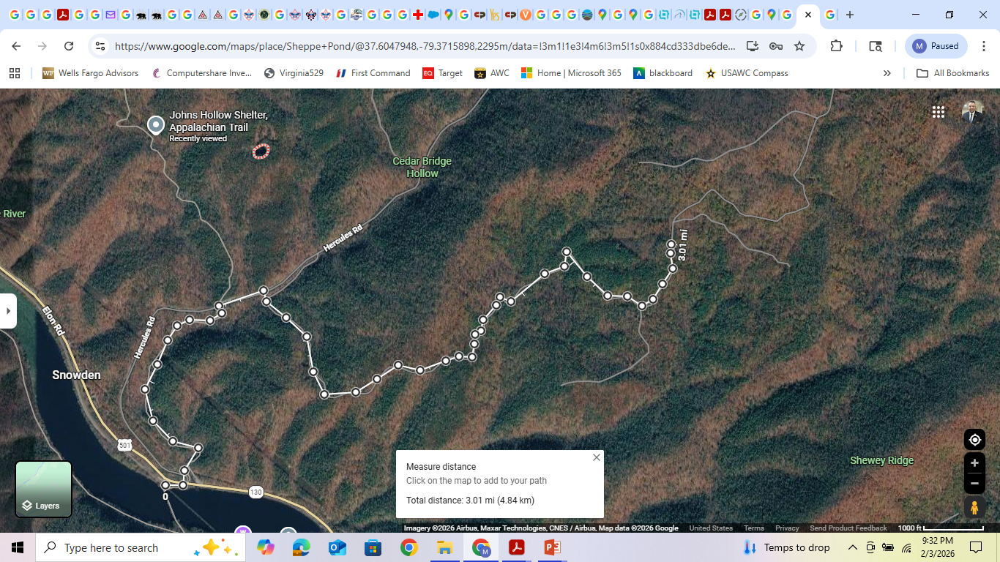 https://www.google.com/maps/place/Sheppe+Pond/@37.6047948,-79.3715898,2295m/data=!3m1!1e3!4m6!3m5!1s0x884cd333dbe6de...
M Paused
WF Wells Fargo Advisors
Computershare Inve...
Virginia529
First Command
EQ Target
AWC
Home | Microsoft 365
blackboard
USAWC Compass
»
All Bookmarks
Johns Hollow Shelter,
Appalachian Trail
Recently viewed
Cedar Bridge
Hollow
River
Hercules Rd
3.01 mi
Elon Rd
Hercules Rd
Snowden
501
Shewey Ridge
Measure distance
Click on the map to add to your path
Total distance: 3.01 mi (4.84 km)
130
0
Layers
Imagery ©2026 Airbus, Maxar Technologies, CNES / Airbus, Map data ©2026 Google
United States
Terms
Privacy
Send Product Feedback
1000 ft
Type here to search
Temps to drop
9:32 PM
2/3/2026